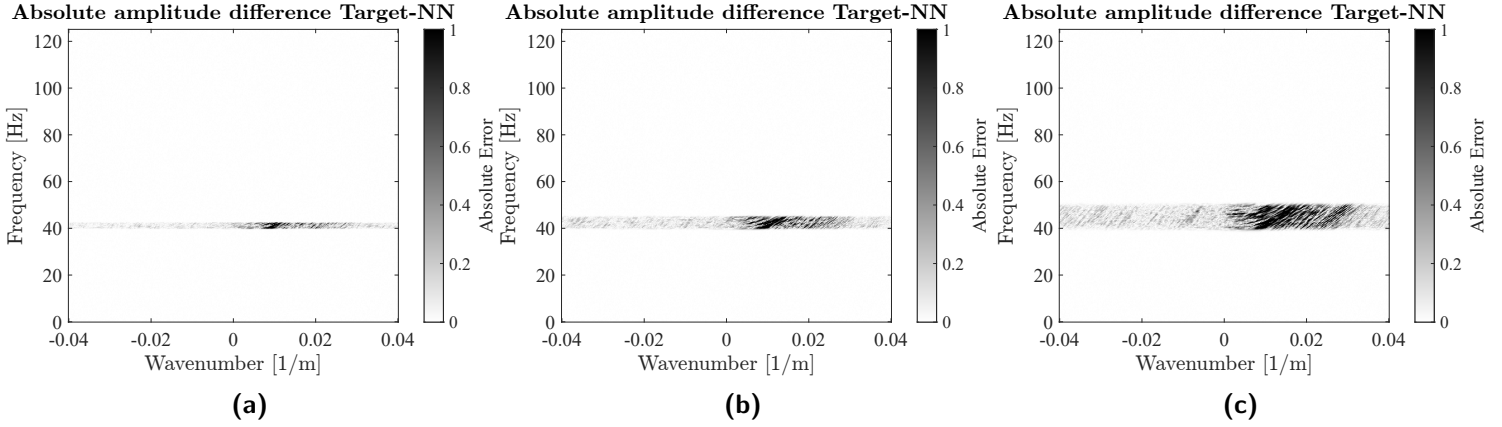 Absolute amplitude difference Target-NN
120
100
80
60
40
20
0
Frequency [Hz]
-0.04 -0.02 0 0.02 0.04
Wavenumber [1/m]
1
0.8
0.6
0.4
0.2
0
Absolute Error
(a)
Absolute amplitude difference Target-NN
120
100
80
60
40
20
0
Frequency [Hz]
-0.04 -0.02 0 0.02 0.04
Wavenumber [1/m]
1
0.8
0.6
0.4
0.2
0
Absolute Error
(b)
Absolute amplitude difference Target-NN
120
100
80
60
40
20
0
Frequency [Hz]
-0.04 -0.02 0 0.02 0.04
Wavenumber [1/m]
1
0.8
0.6
0.4
0.2
0
Absolute Error
(c)